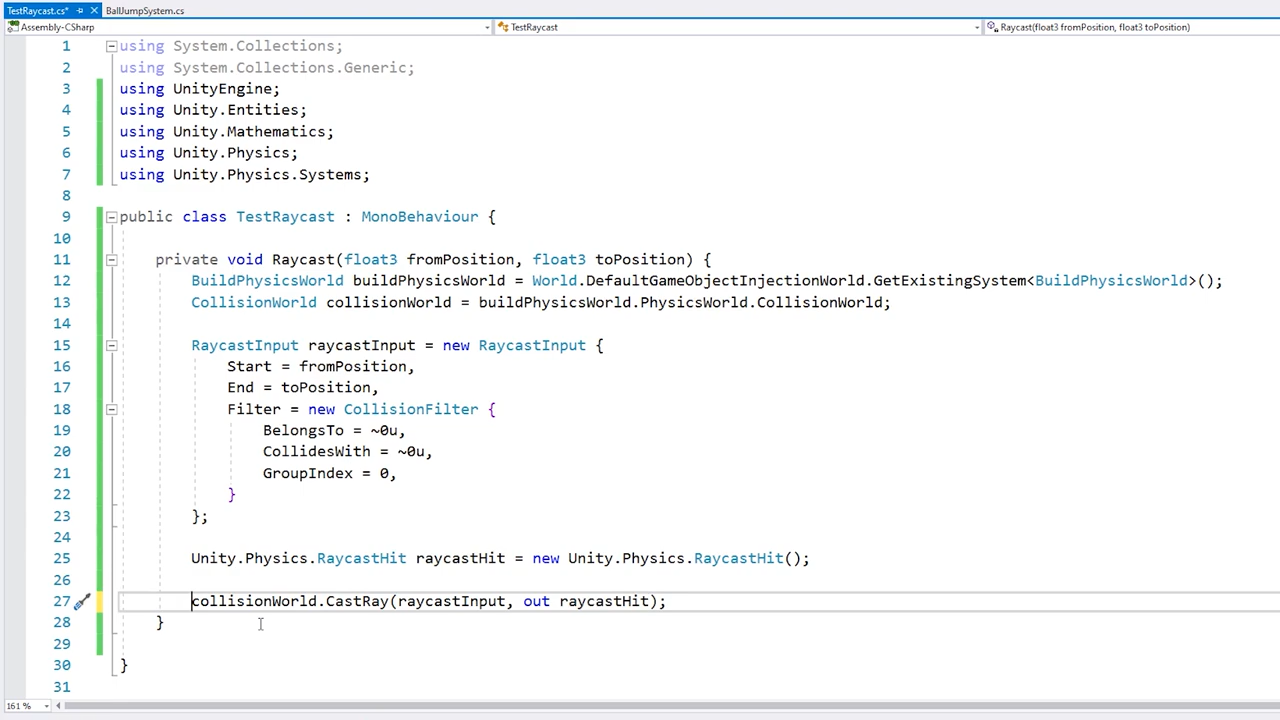 TestRaycast.cs* BallJumpSystem.cs
Assembly-CSharp TestRaycast Raycast(float3 fromPosition, float3 toPosition)
1 using System.Collections;
2 using System.Collections.Generic;
3 using UnityEngine;
4 using Unity.Entities;
5 using Unity.Mathematics;
6 using Unity.Physics;
7 using Unity.Physics.Systems;
8
9 public class TestRaycast : MonoBehaviour {
10
11 private void Raycast(float3 fromPosition, float3 toPosition) {
12 BuildPhysicsWorld buildPhysicsWorld = World.DefaultGameObjectInjectionWorld.GetExistingSystem<BuildPhysicsWorld>();
13 CollisionWorld collisionWorld = buildPhysicsWorld.PhysicsWorld.CollisionWorld;
14
15 RaycastInput raycastInput = new RaycastInput {
16 Start = fromPosition,
17 End = toPosition,
18 Filter = new CollisionFilter {
19 BelongsTo = ~0u,
20 CollidesWith = ~0u,
21 GroupIndex = 0,
22 }
23 };
24
25 Unity.Physics.RaycastHit raycastHit = new Unity.Physics.RaycastHit();
26
27 collisionWorld.CastRay(raycastInput, out raycastHit);
28 }
29
30 }
31
161 %